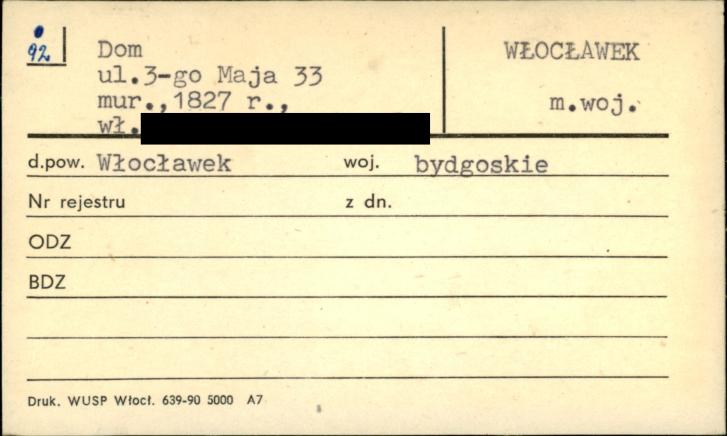 92
Dom
ul.3-go Maja 33
mur.,1827 r.,
wł.
WŁOCŁAWEK
m.woj.
d.pow. Włocławek woj. bydgoskie
Nr rejestru z dn.
ODZ
BDZ
Druk. WUSP Włocł. 639-90 5000 A7